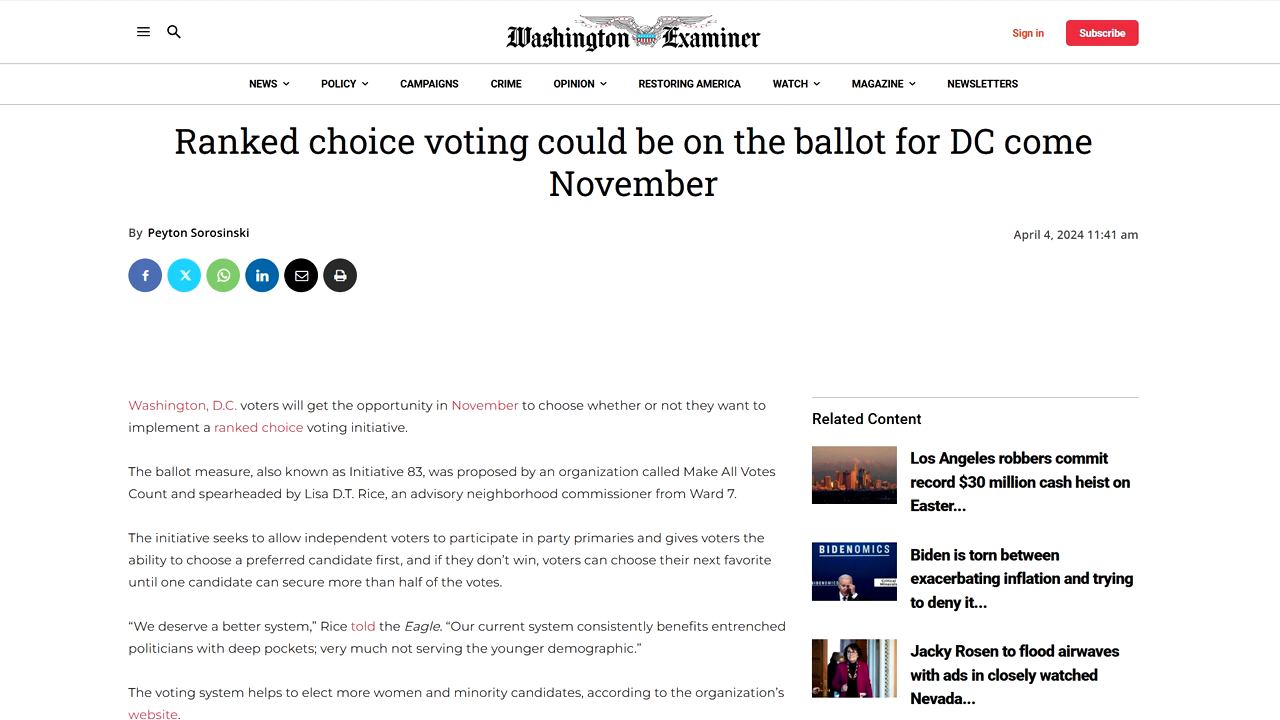 Washington Examiner
Sign in
Subscribe
NEWS
POLICY
CAMPAIGNS
CRIME
OPINION
RESTORING AMERICA
WATCH
MAGAZINE
NEWSLETTERS
Ranked choice voting could be on the ballot for DC come
November
By Peyton Sorosinski
April 4, 2024 11:41 am
Washington, D.C. voters will get the opportunity in November to choose whether or not they want to
implement a ranked choice voting initiative.
The ballot measure, also known as Initiative 83, was proposed by an organization called Make All Votes
Count and spearheaded by Lisa D.T. Rice, an advisory neighborhood commissioner from Ward 7.
The initiative seeks to allow independent voters to participate in party primaries and gives voters the
ability to choose a preferred candidate first, and if they don’t win, voters can choose their next favorite
until one candidate can secure more than half of the votes.
“We deserve a better system,” Rice told the Eagle. “Our current system consistently benefits entrenched
politicians with deep pockets; very much not serving the younger demographic.”
The voting system helps to elect more women and minority candidates, according to the organization’s
website.
Related Content
Los Angeles robbers commit
record $30 million cash heist on
Easter...
BIDENOMICS
Biden is torn between
exacerbating inflation and trying
to deny it...
Jacky Rosen to flood airwaves
with ads in closely watched
Nevada...